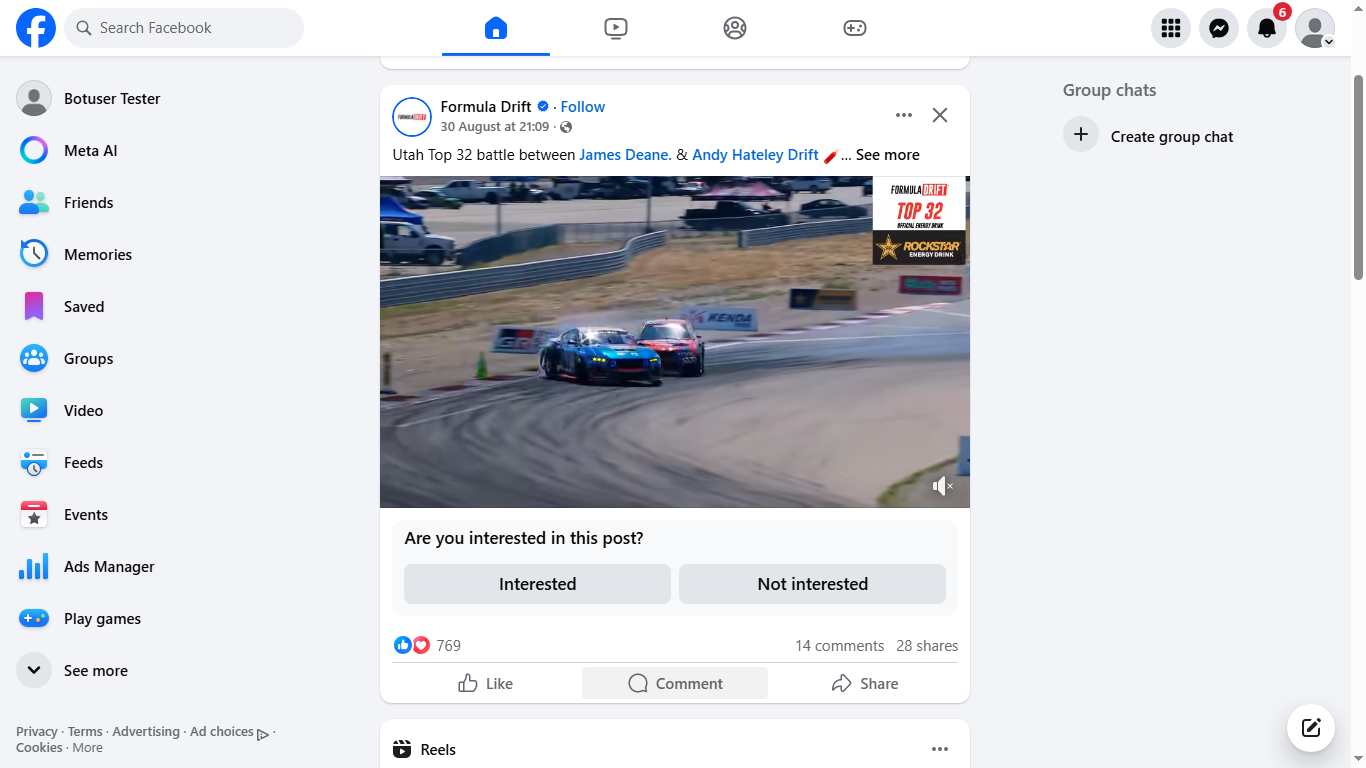 Search Facebook
6
Botuser Tester
Meta AI
Friends
Memories
Saved
Groups
Video
Feeds
Events
Ads Manager
Play games
See more
Privacy · Terms · Advertising · Ad choices ·
Cookies · More
Formula Drift · Follow
30 August at 21:09 ·
Utah Top 32 battle between James Deane. & Andy Hateley Drift 🧨... See more
FORMULA DRIFT
TOP 32
OFFICIAL ENERGY DRINK
ROCKSTAR
ENERGY DRINK
KENDA
Are you interested in this post?
Interested
Not interested
769
14 comments 28 shares
Like
Comment
Share
Reels
Group chats
Create group chat